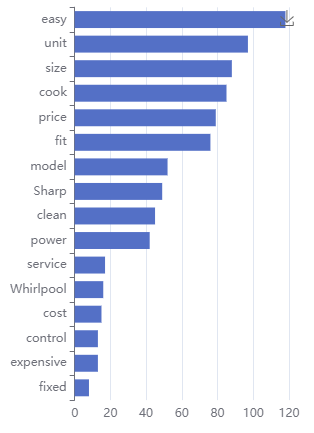 easy
unit
size
cook
price
fit
model
Sharp
clean
power
service
Whirlpool
cost
control
expensive
fixed
0 20 40 60 80 100 120